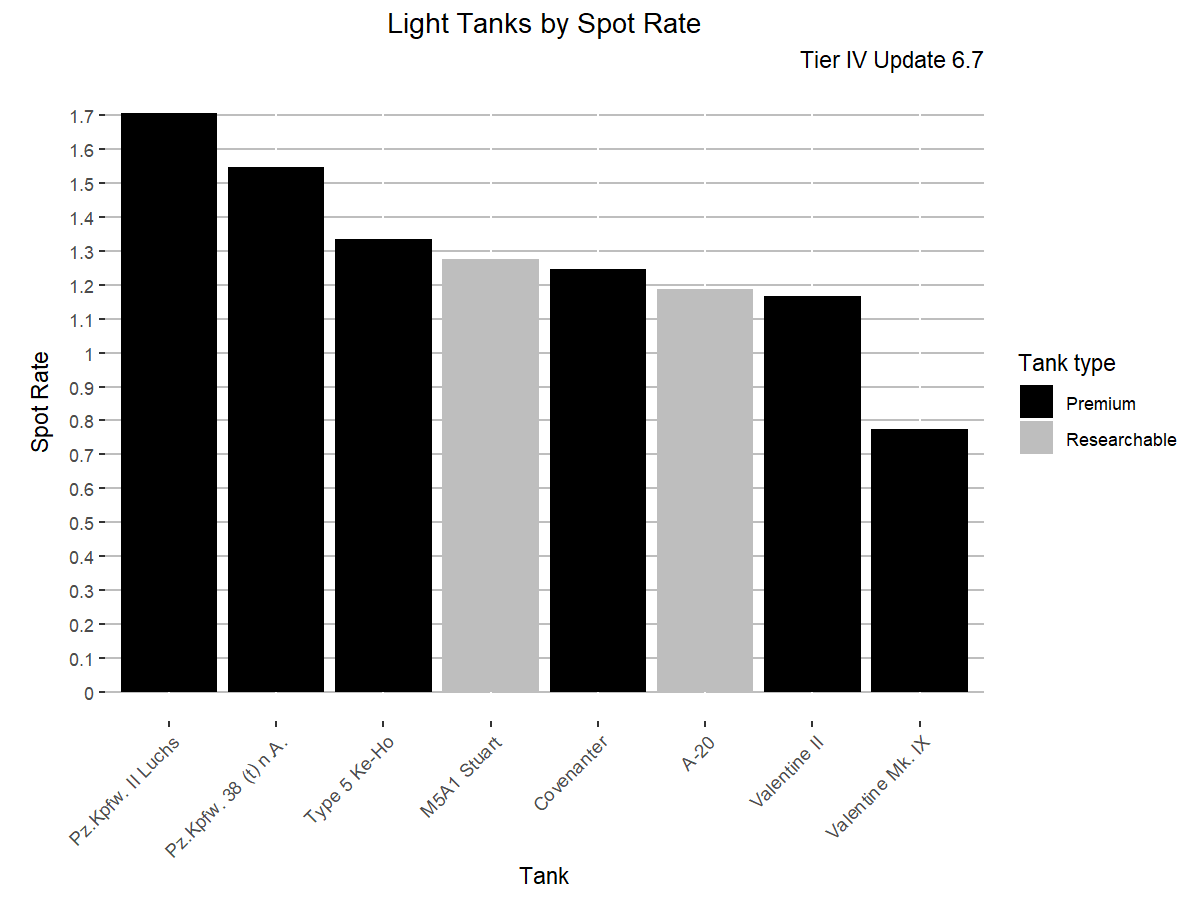 Light Tanks by Spot Rate
Tier IV Update 6.7
1.7
1.6
1.5
1.4
1.3
1.2
1.1
1
0.9
0.8
0.7
0.6
0.5
0.4
0.3
0.2
0.1
0
Spot Rate
Pz.Kpfw. II Luchs
Pz.Kpfw. 38 (t) n A.
Type 5 Ke-Ho
M5A1 Stuart
Covenanter
A-20
Valentine II
Valentine Mk. IX
Tank
Tank type
Premium
Researchable